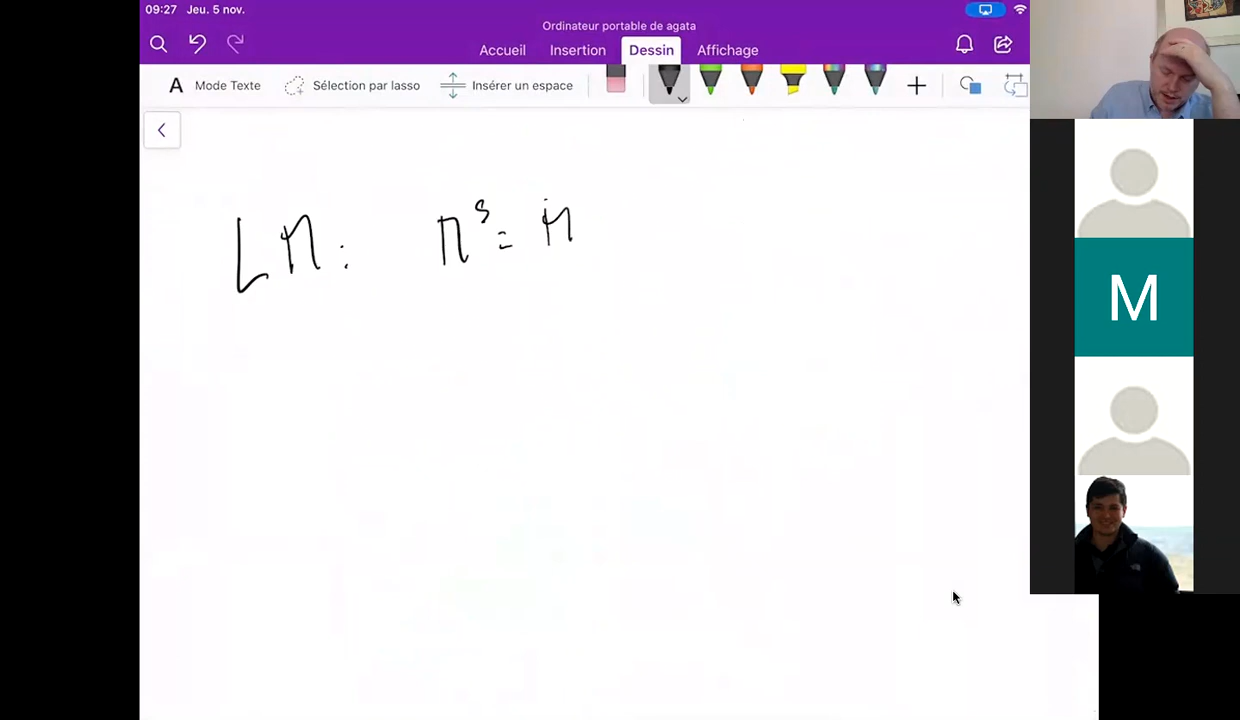 09:27 Jeu. 5 nov.
Ordinateur portable de agata
Accueil Insertion Dessin Affichage
A Mode Texte Sélection par lasso Insérer un espace
LM: M^s = M
M